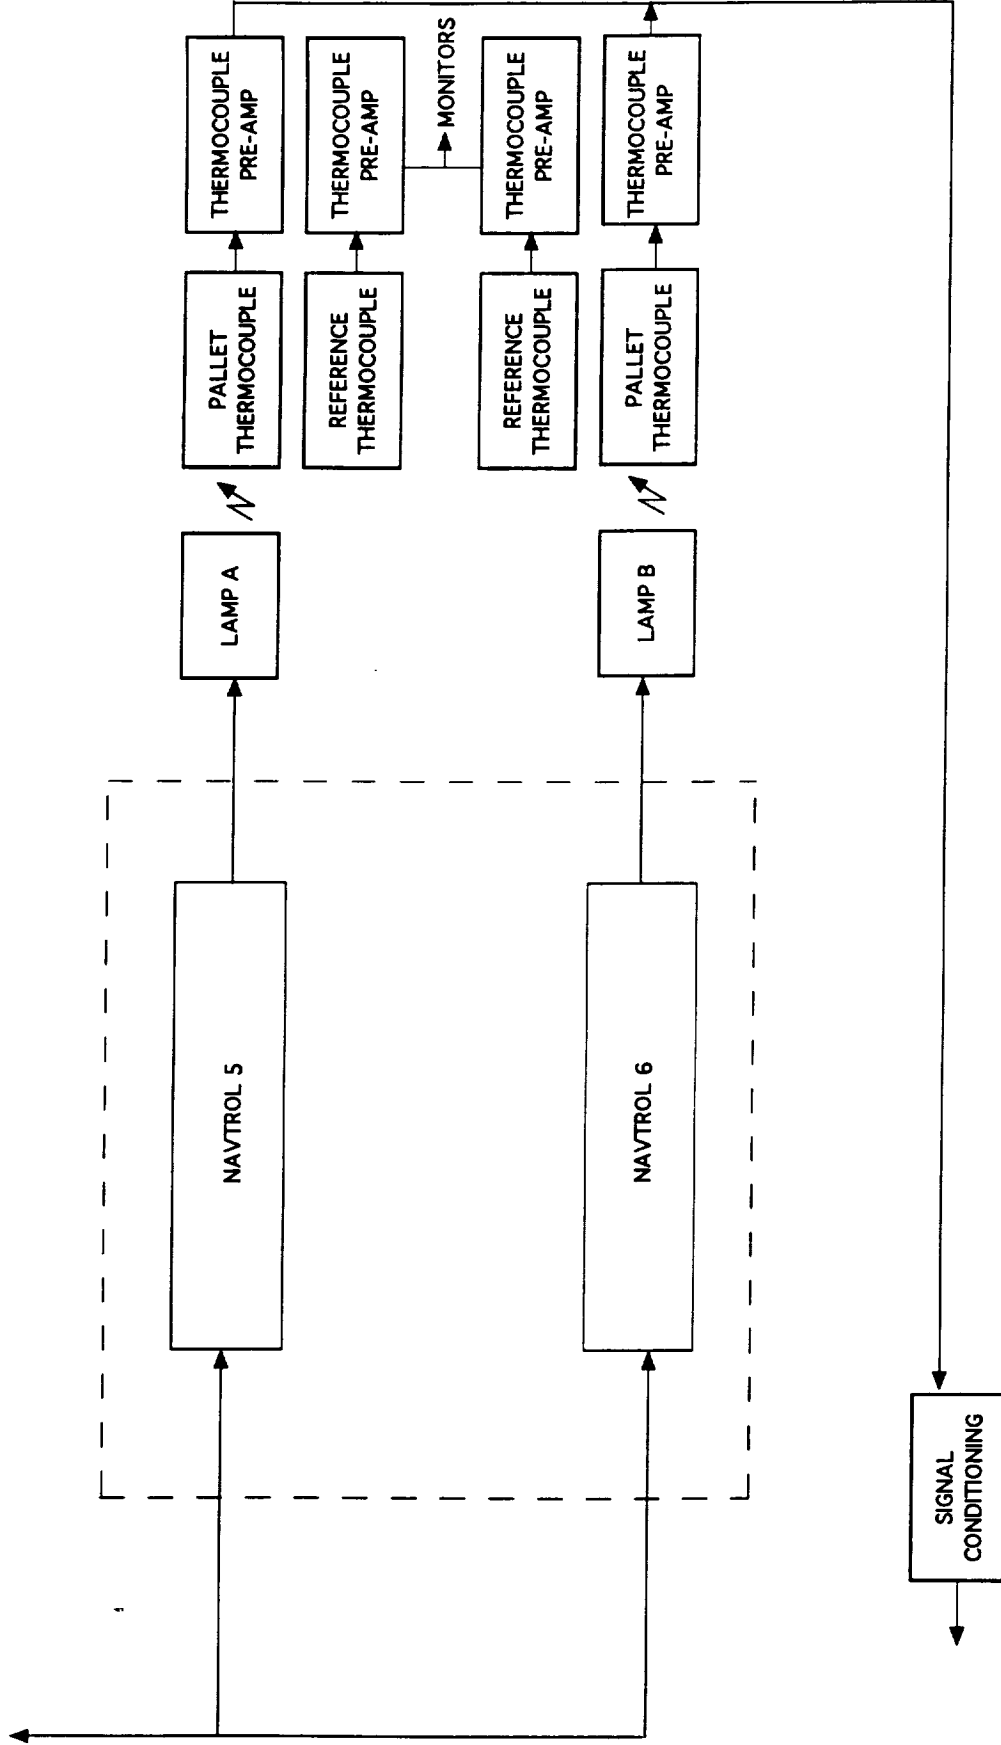 NAVTROL 5
LAMP A
PALLET
THERMOCOUPLE
THERMOCOUPLE
PRE-AMP
REFERENCE
THERMOCOUPLE
THERMOCOUPLE
PRE-AMP
MONITORS
REFERENCE
THERMOCOUPLE
THERMOCOUPLE
PRE-AMP
NAVTROL 6
LAMP B
PALLET
THERMOCOUPLE
THERMOCOUPLE
PRE-AMP
SIGNAL
CONDITIONING